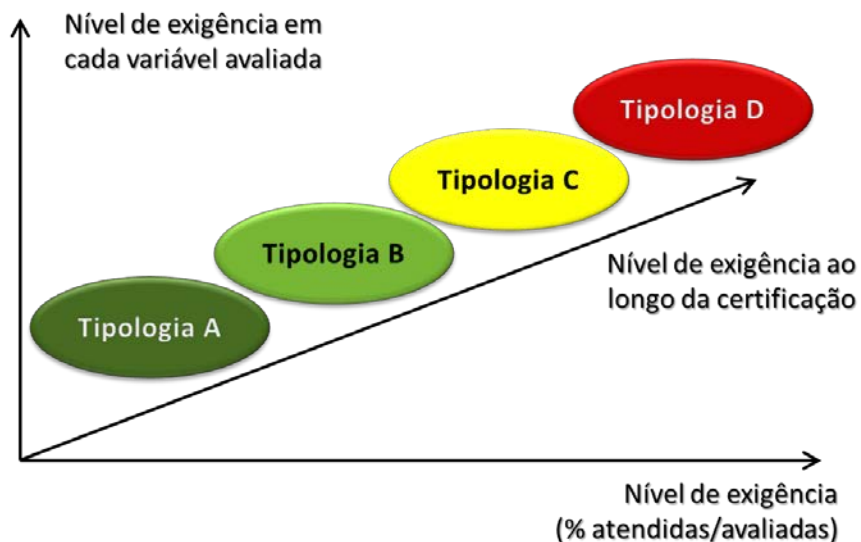 Nível de exigência em
cada variável avaliada
Tipologia D
Tipologia C
Tipologia B
Nível de exigência ao
longo da certificação
Tipologia A
Nível de exigência
(% atendidas/avaliadas)